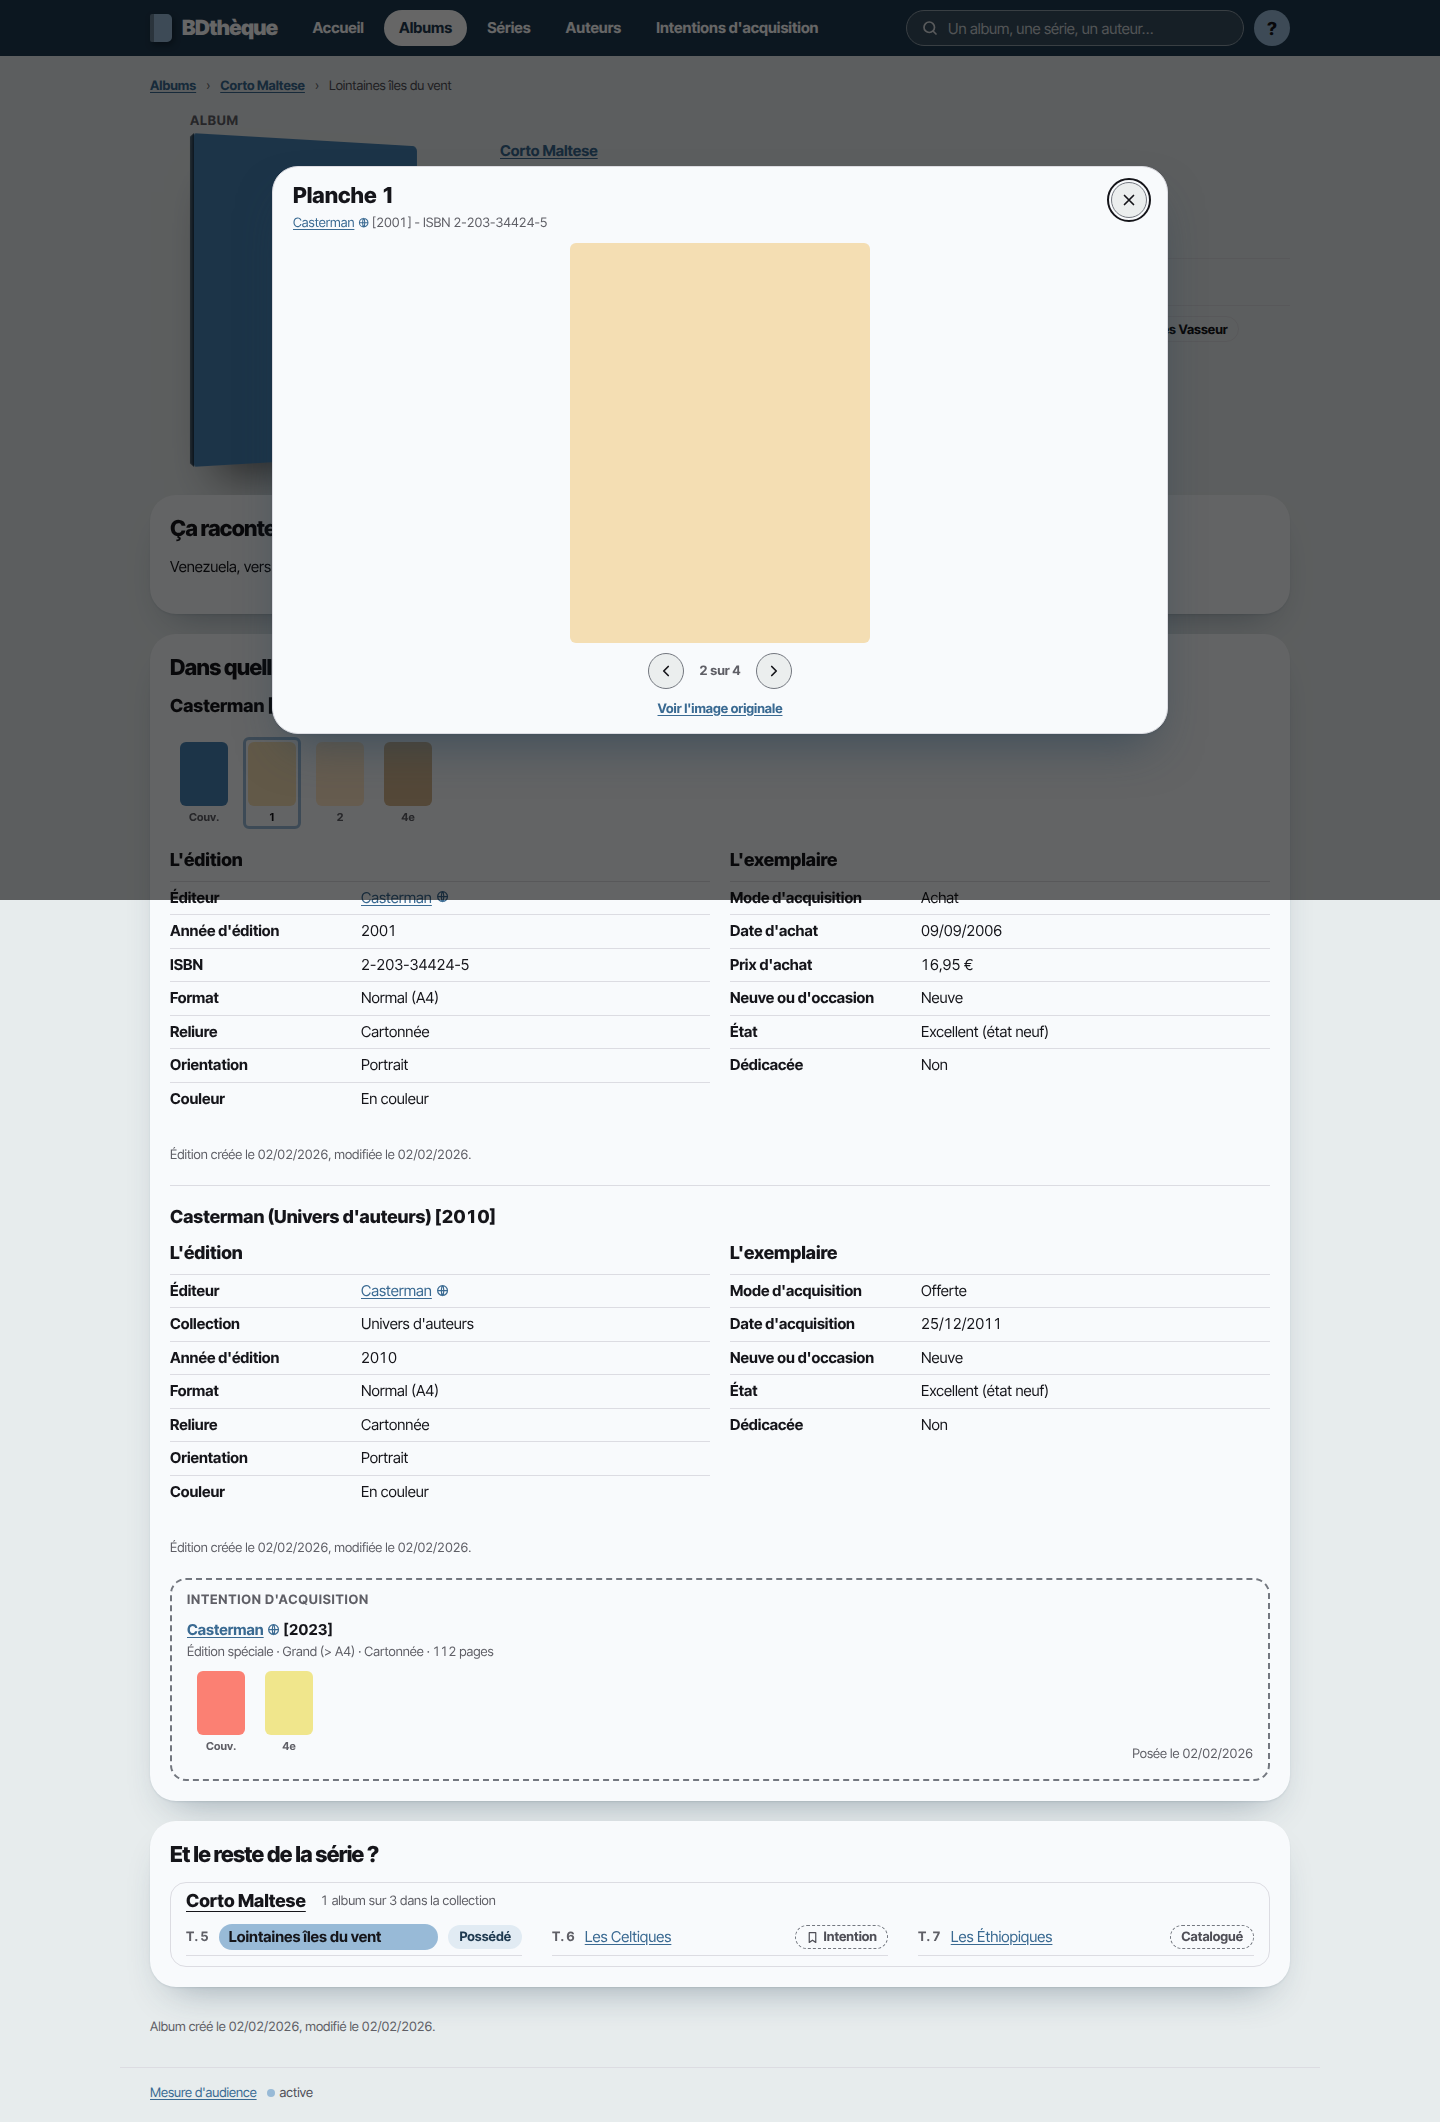 BDthèque Accueil Albums Séries Auteurs Intentions d'acquisition Un album, une série, un auteur... ?
Albums › Corto Maltese › Lointaines îles du vent
ALBUM
Corto Maltese
Planche 1
Casterman [2001] - ISBN 2-203-34424-5
es Vasseur
2 sur 4
Voir l'image originale
Ça raconte
Venezuela, vers
Dans quell
Casterman [
Couv. 1 2 4e
L'édition
Éditeur Casterman
Année d'édition 2001
ISBN 2-203-34424-5
Format Normal (A4)
Reliure Cartonnée
Orientation Portrait
Couleur En couleur
L'exemplaire
Mode d'acquisition Achat
Date d'achat 09/09/2006
Prix d'achat 16,95 €
Neuve ou d'occasion Neuve
État Excellent (état neuf)
Dédicacée Non
Édition créée le 02/02/2026, modifiée le 02/02/2026.
Casterman (Univers d'auteurs) [2010]
L'édition
Éditeur Casterman
Collection Univers d'auteurs
Année d'édition 2010
Format Normal (A4)
Reliure Cartonnée
Orientation Portrait
Couleur En couleur
L'exemplaire
Mode d'acquisition Offerte
Date d'acquisition 25/12/2011
Neuve ou d'occasion Neuve
État Excellent (état neuf)
Dédicacée Non
Édition créée le 02/02/2026, modifiée le 02/02/2026.
INTENTION D'ACQUISITION
Casterman [2023]
Édition spéciale · Grand (> A4) · Cartonnée · 112 pages
Couv. 4e
Posée le 02/02/2026
Et le reste de la série ?
Corto Maltese 1 album sur 3 dans la collection
T. 5 Lointaines îles du vent Possédé
T. 6 Les Celtiques Intention
T. 7 Les Éthiopiques Catalogué
Album créé le 02/02/2026, modifié le 02/02/2026.
Mesure d'audience active